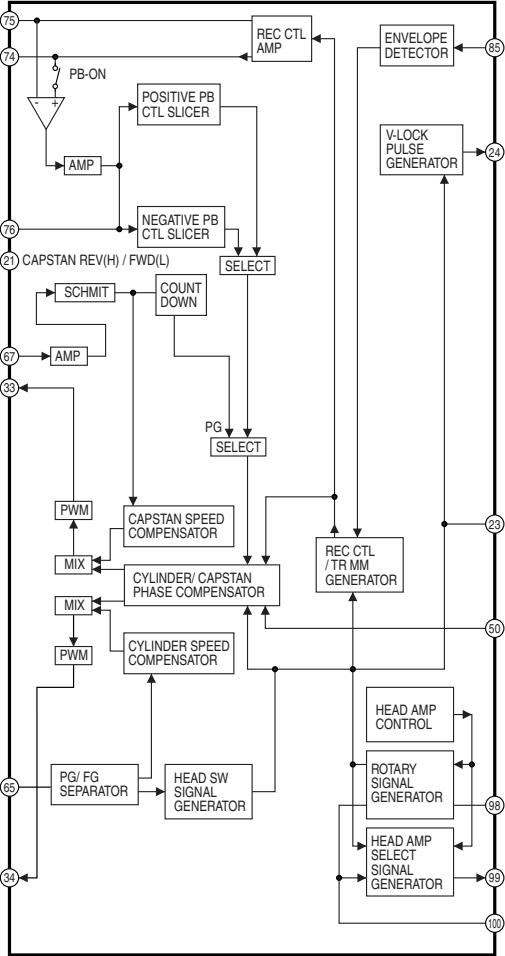 75
REC CTL
AMP
74
PB-ON
ENVELOPE
DETECTOR
85
- +
POSITIVE PB
CTL SLICER
V-LOCK
PULSE
GENERATOR
24
AMP
76
NEGATIVE PB
CTL SLICER
21
CAPSTAN REV(H) / FWD(L)
SELECT
SCHMIT
COUNT
DOWN
67
AMP
33
PG
SELECT
PWM
CAPSTAN SPEED
COMPENSATOR
23
MIX
CYLINDER/ CAPSTAN
PHASE COMPENSATOR
REC CTL
/ TR MM
GENERATOR
MIX
50
CYLINDER SPEED
COMPENSATOR
PWM
HEAD AMP
CONTROL
65
PG/ FG
SEPARATOR
HEAD SW
SIGNAL
GENERATOR
ROTARY
SIGNAL
GENERATOR
98
HEAD AMP
SELECT
SIGNAL
GENERATOR
34
99
100